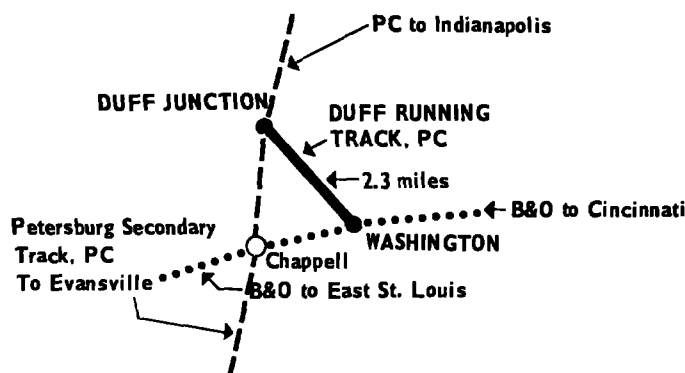 PC to Indianapolis
DUFF JUNCTION
DUFF RUNNING
TRACK, PC
2.3 miles
B&O to Cincinnati
WASHINGTON
Petersburg Secondary
Track, PC
To Evansville
Chappell
B&O to East St. Louis